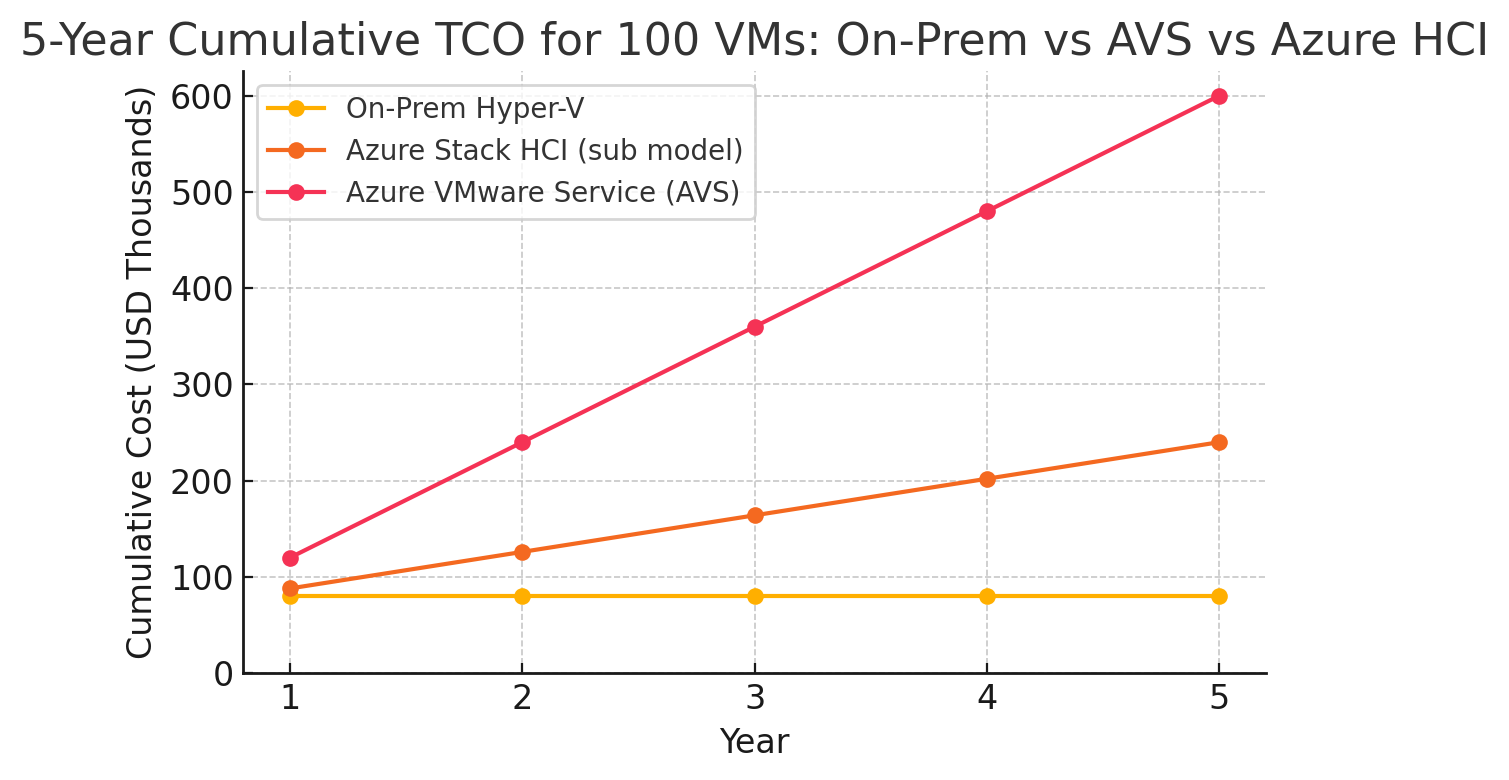 5-Year Cumulative TCO for 100 VMs: On-Prem vs AVS vs Azure HCI
On-Prem Hyper-V
Azure Stack HCI (sub model)
Azure VMware Service (AVS)
Cumulative Cost (USD Thousands)
600
500
400
300
200
100
0
1 2 3 4 5
Year